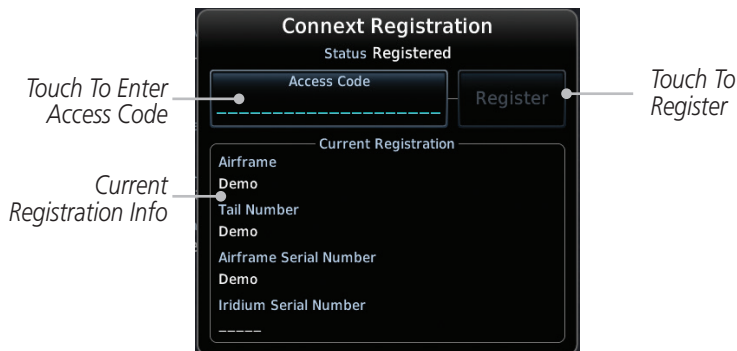 Connext Registration
Status Registered
Touch To Enter
Access Code
Access Code
Register
Touch To
Register
Current Registration
Current
Registration Info
Airframe
Demo
Tail Number
Demo
Airframe Serial Number
Demo
Iridium Serial Number
_____